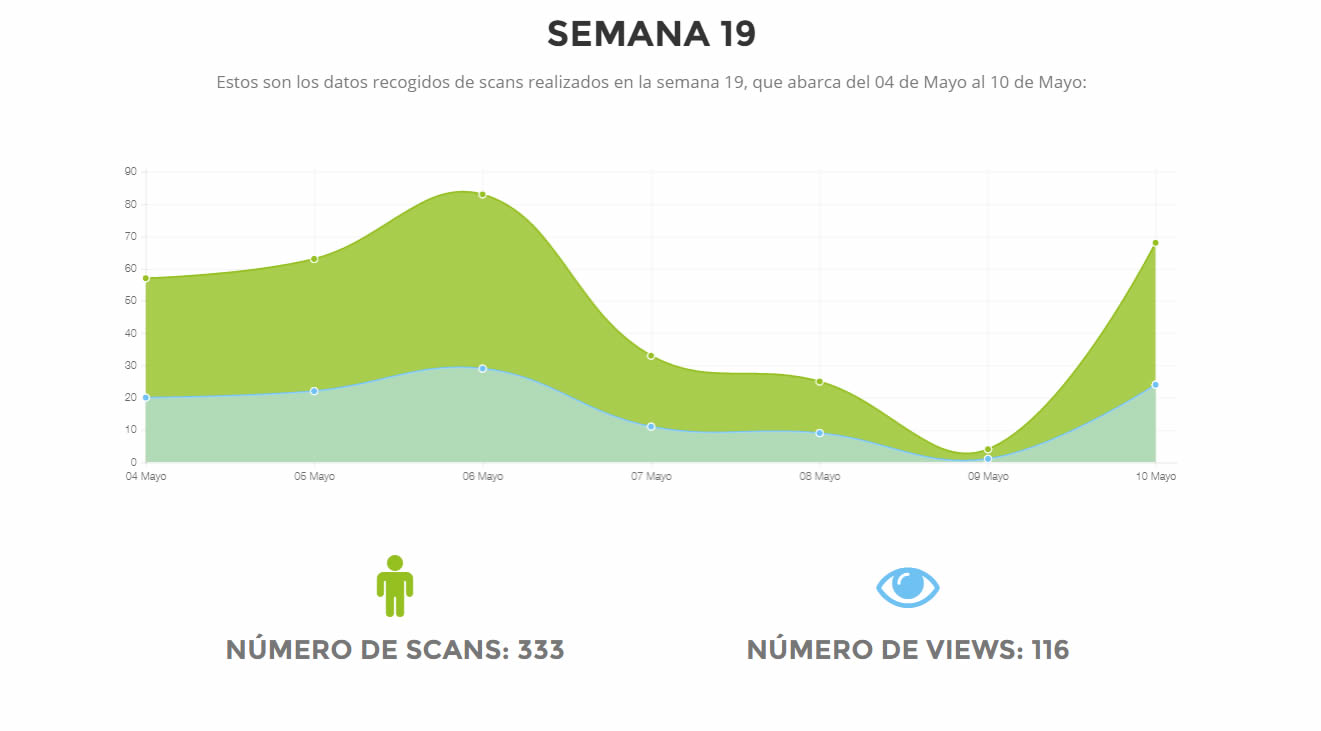 SEMANA 19
Estos son los datos recogidos de scans realizados en la semana 19, que abarca del 04 de Mayo al 10 de Mayo:
90
80
70
60
50
40
30
20
10
0
04 Mayo 05 Mayo 06 Mayo 07 Mayo 08 Mayo 09 Mayo 10 Mayo
NÚMERO DE SCANS: 333 NÚMERO DE VIEWS: 116